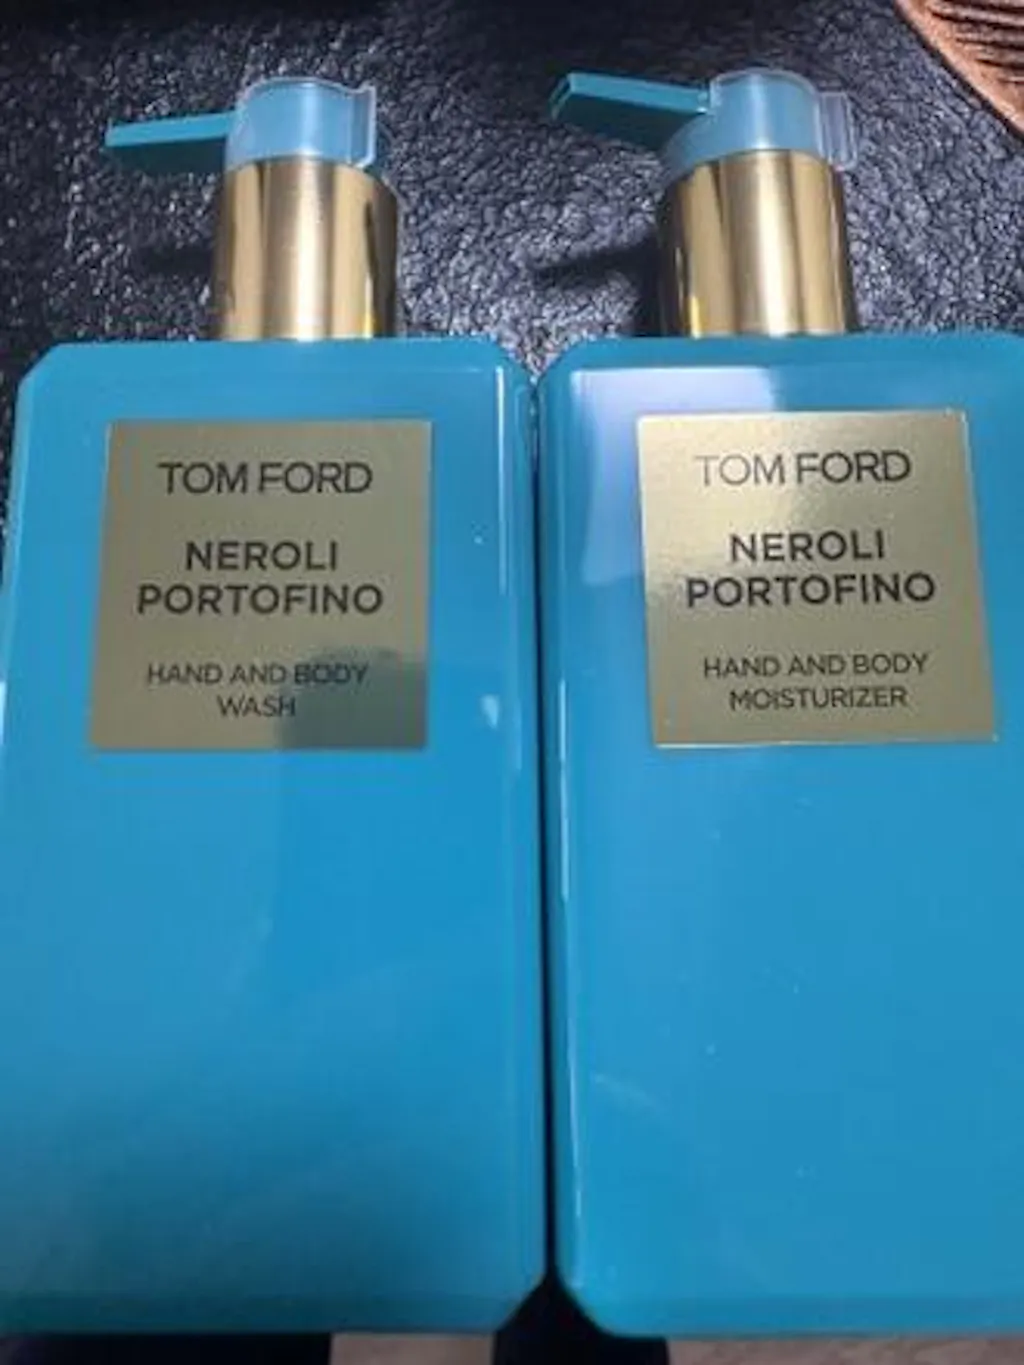 TOM FORD
NEROLI
PORTOFINO
HAND AND BODY
WASH
TOM FORD
NEROLI
PORTOFINO
HAND AND BODY
MOISTURIZER